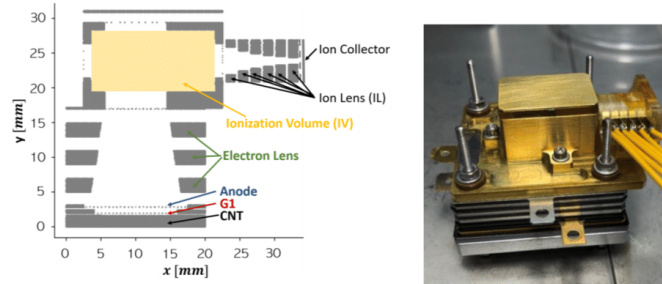 30
25
20
15
10
5
0
y [mm]
0 5 10 15 20 25 30
x [mm]
Ion Collector
Ion Lens (IL)
Ionization Volume (IV)
Electron Lens
Anode
G1
CNT